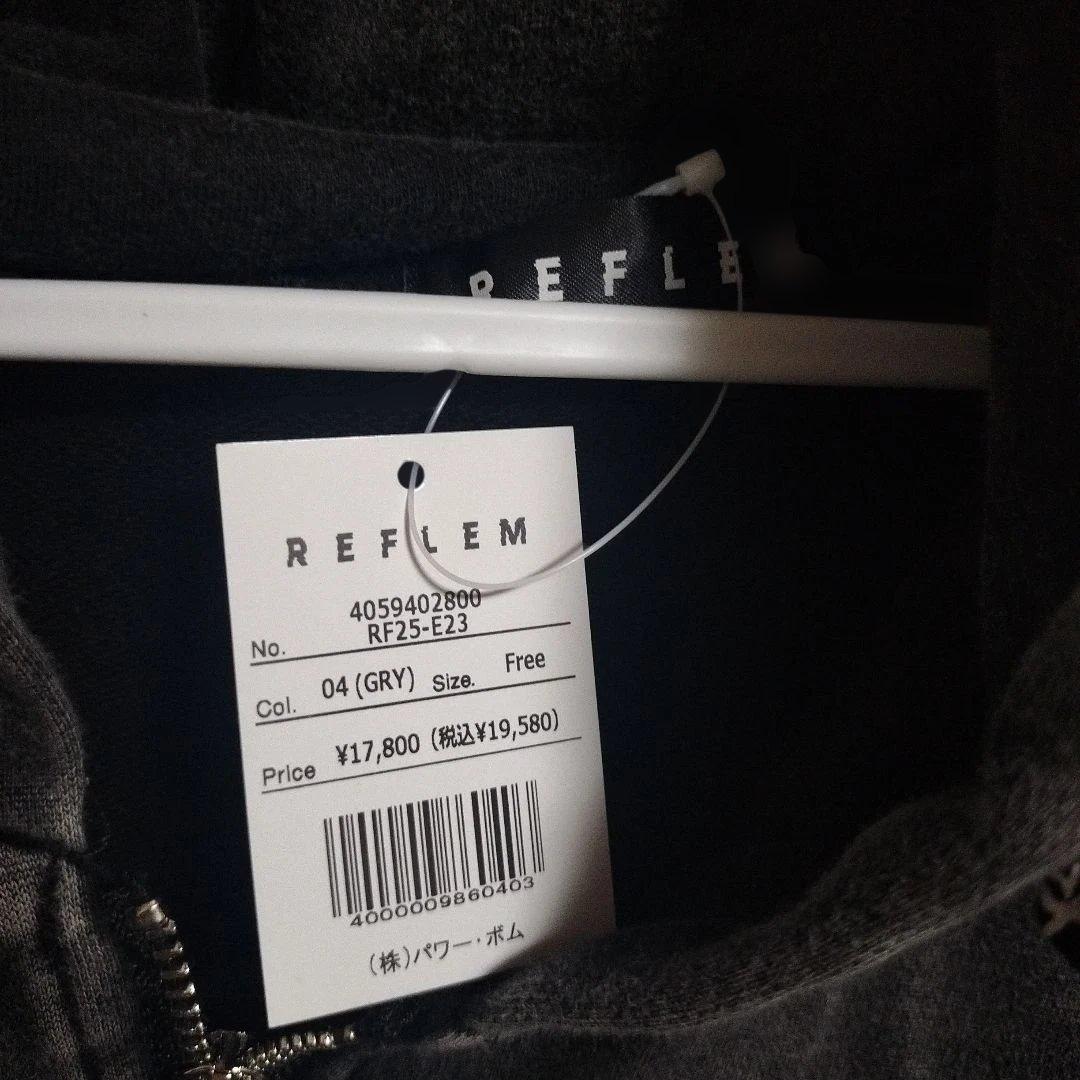 REFLE
REFLEM
4059402800
No. RF25-E23
Col. 04 (GRY) Size. Free
Price ¥17,800 (税込¥19,580)
4000009860403
(株)パワー・ボム